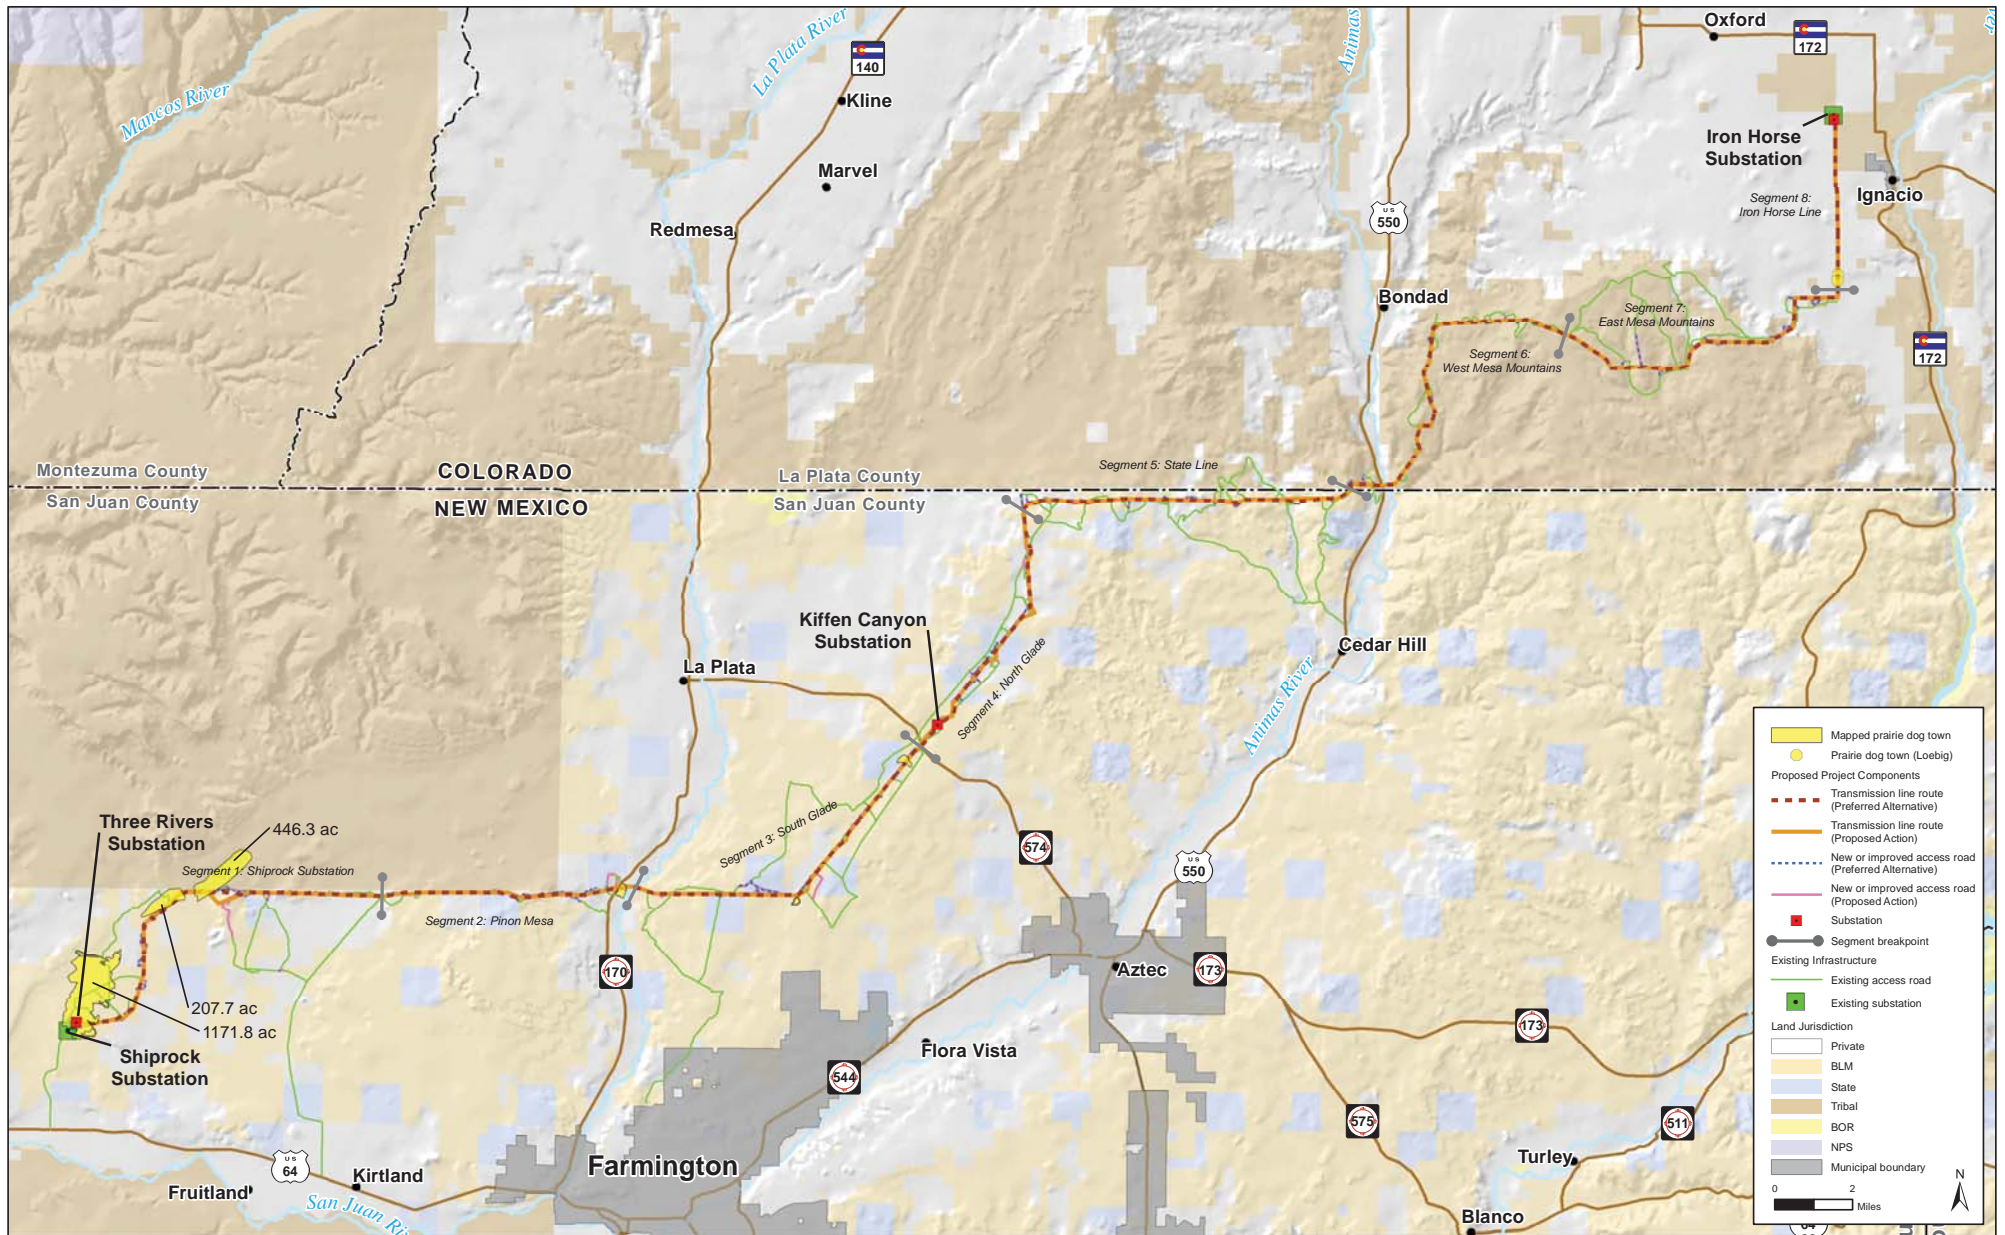 Oxford
172
La Plata River
Animas
140
Kline
Mancos River
Iron Horse
Substation
Marvel
Ignacio
Segment 8:
Iron Horse Line
US
550
Redmesa
Bondad
Segment 7:
East Mesa Mountains
172
Segment 6:
West Mesa Mountains
Montezuma County
COLORADO
La Plata County
Segment 5: State Line
San Juan County
NEW MEXICO
San Juan County
Kiffen Canyon
Substation
Cedar Hill
La Plata
Segment 4: North Glade
Animas River
Three Rivers
Substation
446.3 ac
Segment 3: South Glade
574
US
550
Segment 1: Shiprock Substation
Segment 2: Pinon Mesa
170
Aztec
173
207.7 ac
1171.8 ac
173
Shiprock
Substation
Flora Vista
544
575
511
Turley
US
64
Farmington
Kirtland
Fruitland
San Juan Ri
Blanco
Mapped prairie dog town
Prairie dog town (Loebig)
Proposed Project Components
Transmission line route
(Preferred Alternative)
Transmission line route
(Proposed Action)
New or improved access road
(Preferred Alternative)
New or improved access road
(Proposed Action)
Substation
Segment breakpoint
Existing Infrastructure
Existing access road
Existing substation
Land Jurisdiction
Private
BLM
State
Tribal
BOR
NPS
Municipal boundary
N
0 2
Miles